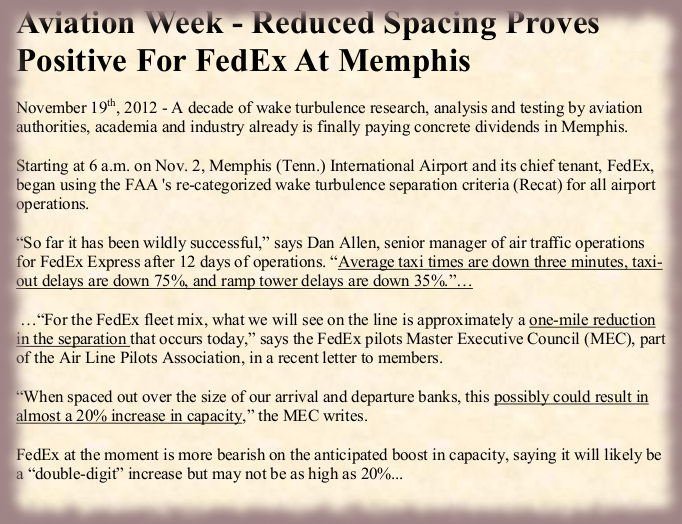 Aviation Week - Reduced Spacing Proves
Positive For FedEx At Memphis
November 19th, 2012 - A decade of wake turbulence research, analysis and testing by aviation
authorities, academia and industry already is finally paying concrete dividends in Memphis.
Starting at 6 a.m. on Nov. 2, Memphis (Tenn.) International Airport and its chief tenant, FedEx,
began using the FAA 's re-categorized wake turbulence separation criteria (Recat) for all airport
operations.
“So far it has been wildly successful,” says Dan Allen, senior manager of air traffic operations
for FedEx Express after 12 days of operations. “Average taxi times are down three minutes, taxi-
out delays are down 75%, and ramp tower delays are down 35%.”…
…“For the FedEx fleet mix, what we will see on the line is approximately a one-mile reduction
in the separation that occurs today,” says the FedEx pilots Master Executive Council (MEC), part
of the Air Line Pilots Association, in a recent letter to members.
“When spaced out over the size of our arrival and departure banks, this possibly could result in
almost a 20% increase in capacity,” the MEC writes.
FedEx at the moment is more bearish on the anticipated boost in capacity, saying it will likely be
a “double-digit” increase but may not be as high as 20%...